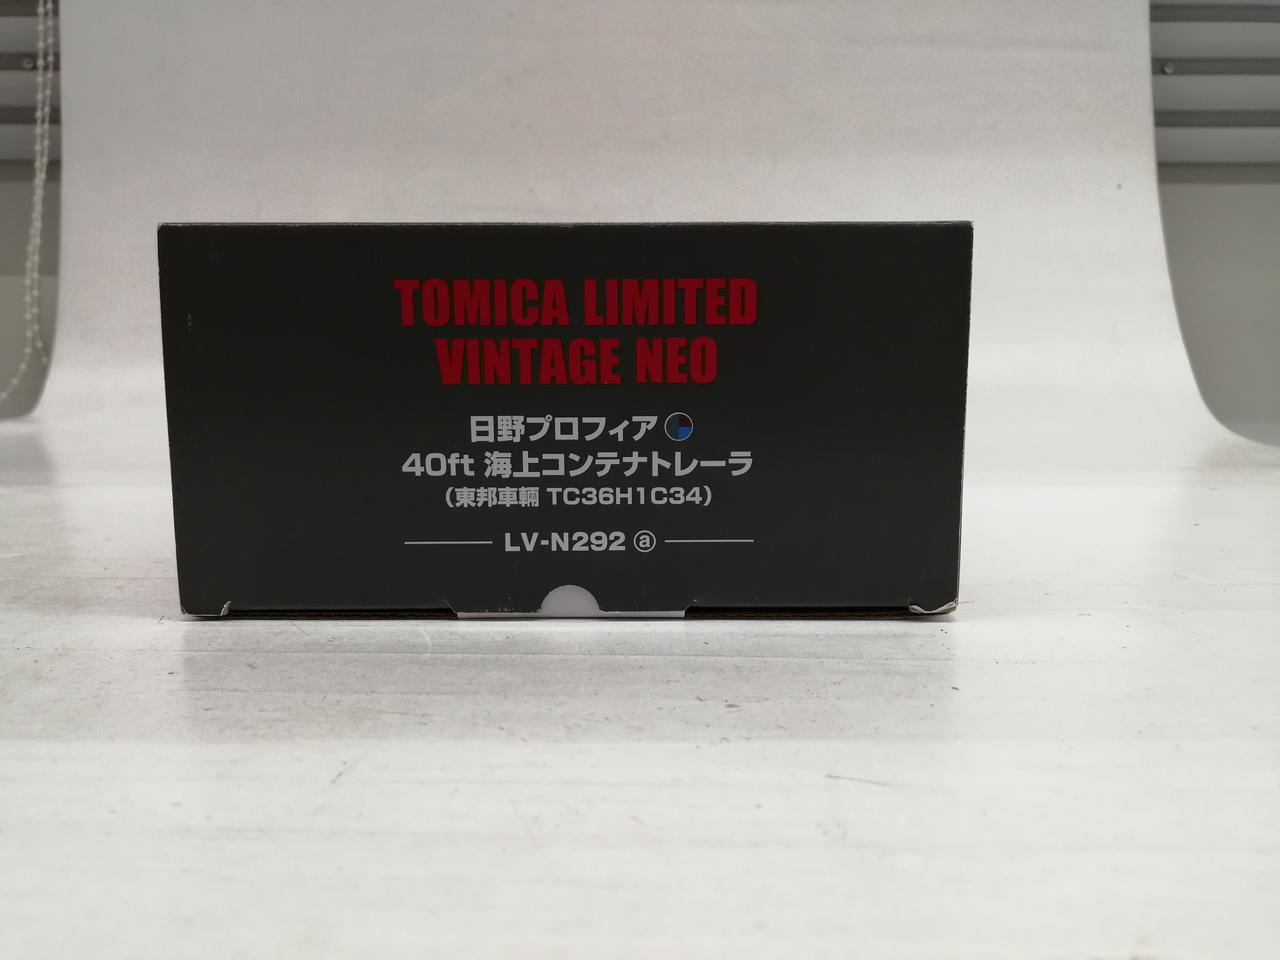 TOMICA LIMITED
VINTAGE NEO
日野プロフィア
40ft 海上コンテナトレーラ
（東邦車輛 TC36H1C34）
LV-N292 ⓐ